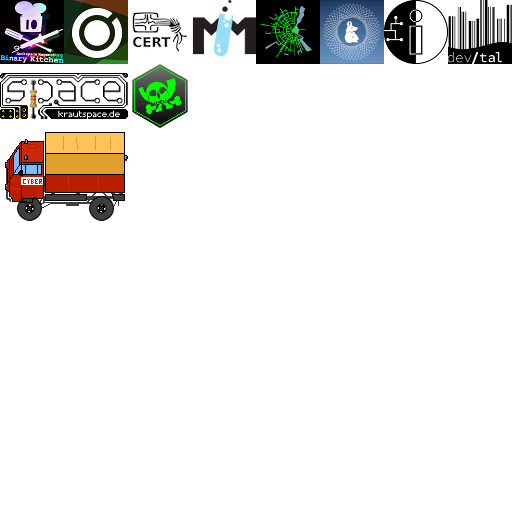 Binary Kitchen
CERT
dev/tal
space
krautspace.de
CYBER